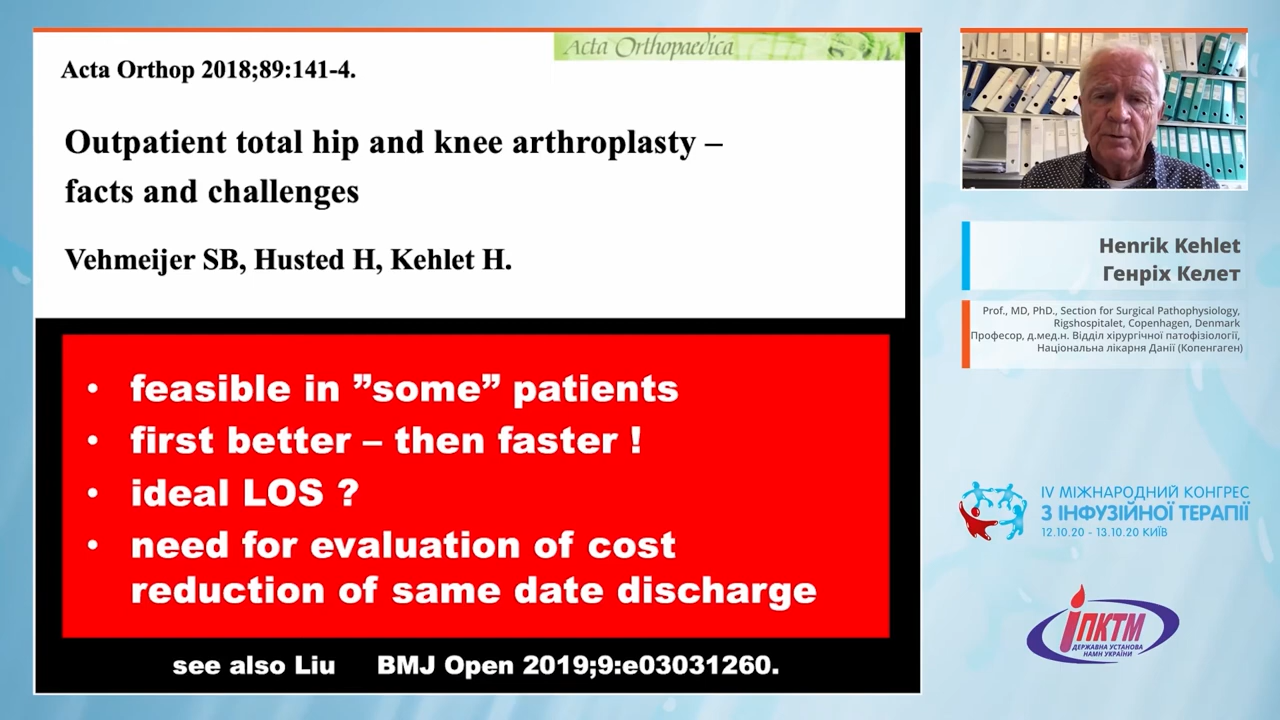 Acta Orthopaedica
Acta Orthop 2018;89:141-4.
Outpatient total hip and knee arthroplasty –
facts and challenges
Vehmeijer SB, Husted H, Kehlet H.
• feasible in ”some” patients
• first better – then faster !
• ideal LOS ?
• need for evaluation of cost
reduction of same date discharge
see also Liu BMJ Open 2019;9:e03031260.
Henrik Kehlet
Генріх Келет
Prof., MD, PhD., Section for Surgical Pathophysiology,
Rigshospitalet, Copenhagen, Denmark
Професор, д.мед.н. Відділ хірургічної патофізіології,
Національна лікарня Данії (Копенгаген)
IV МІЖНАРОДНИЙ КОНГРЕС
З ІНФУЗІЙНОЇ ТЕРАПІЇ
12.10.20 - 13.10.20 КИЇВ
іПКТМ
ДЕРЖАВНА УСТАНОВА
НАМН УКРАЇНИ